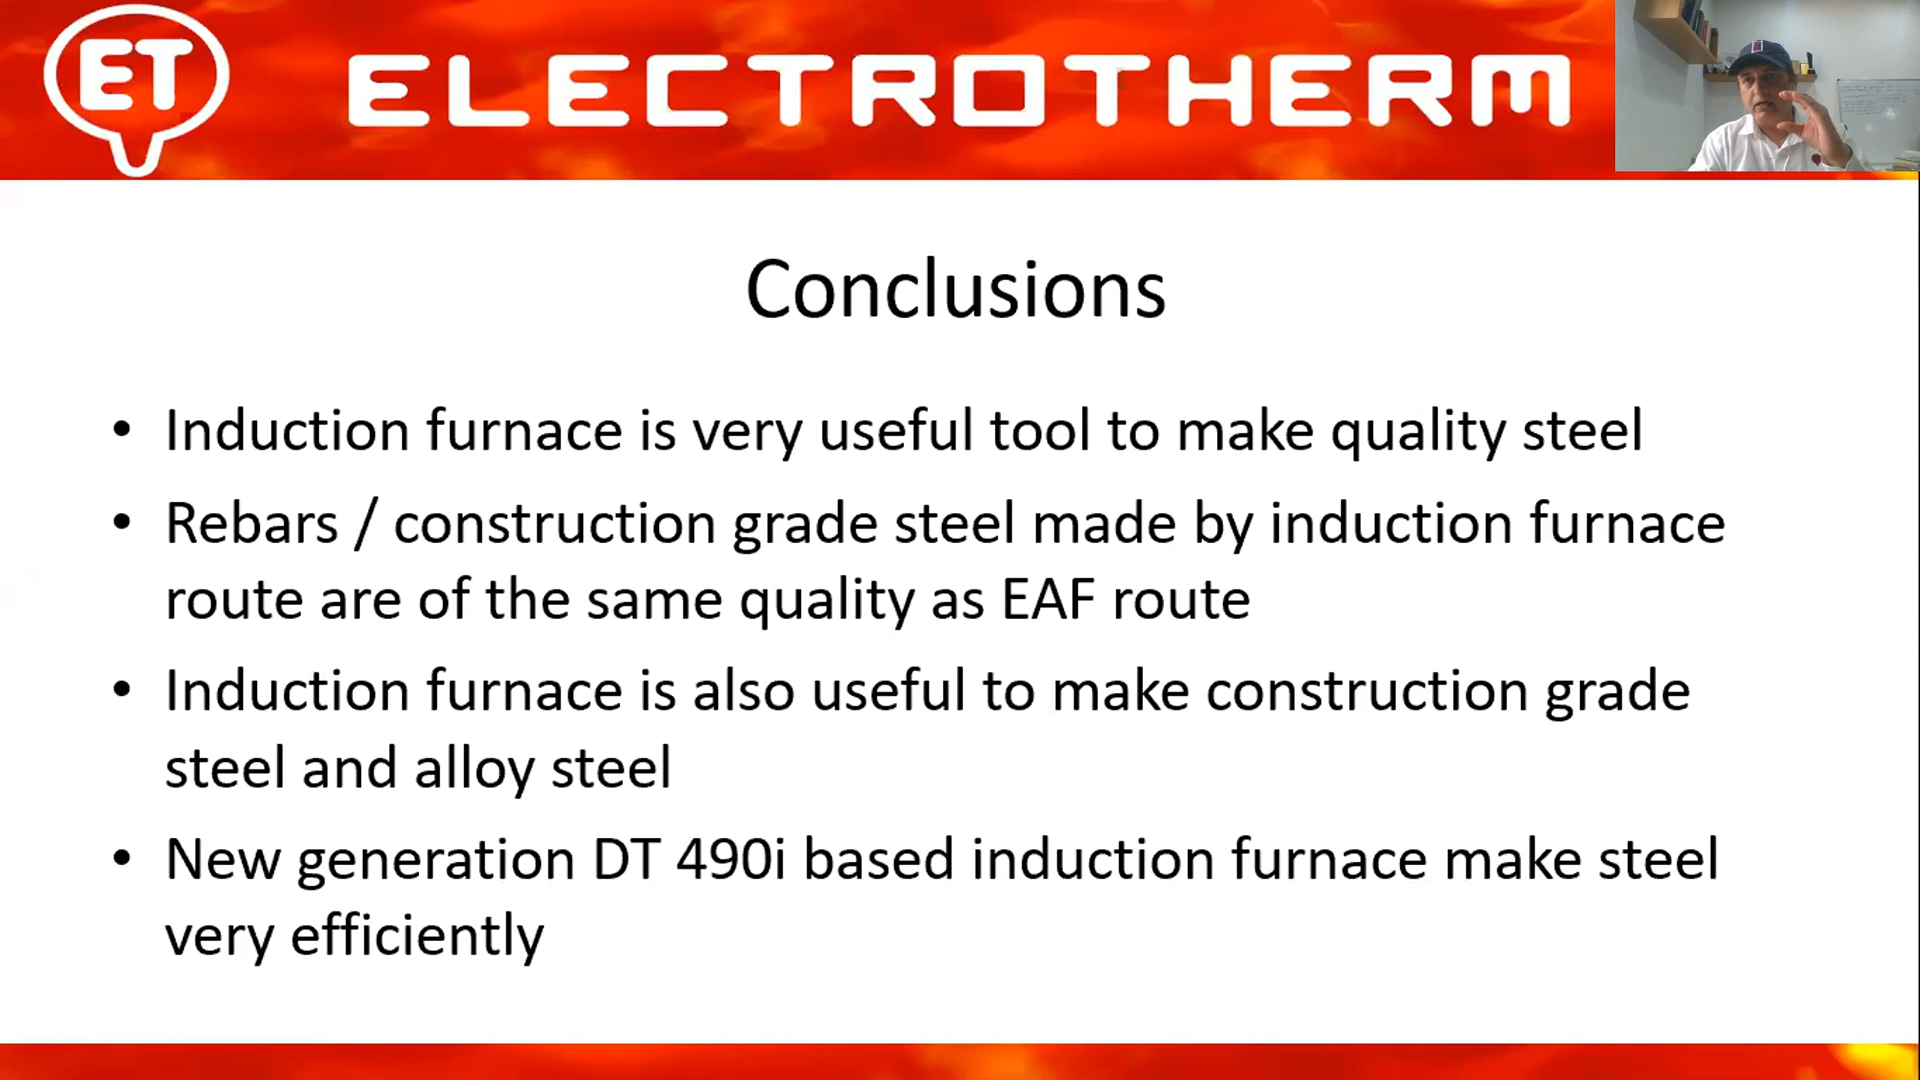 ET
ELECTROTHERM
Conclusions
• Induction furnace is very useful tool to make quality steel
• Rebars / construction grade steel made by induction furnace
route are of the same quality as EAF route
• Induction furnace is also useful to make construction grade
steel and alloy steel
• New generation DT 490i based induction furnace make steel
very efficiently